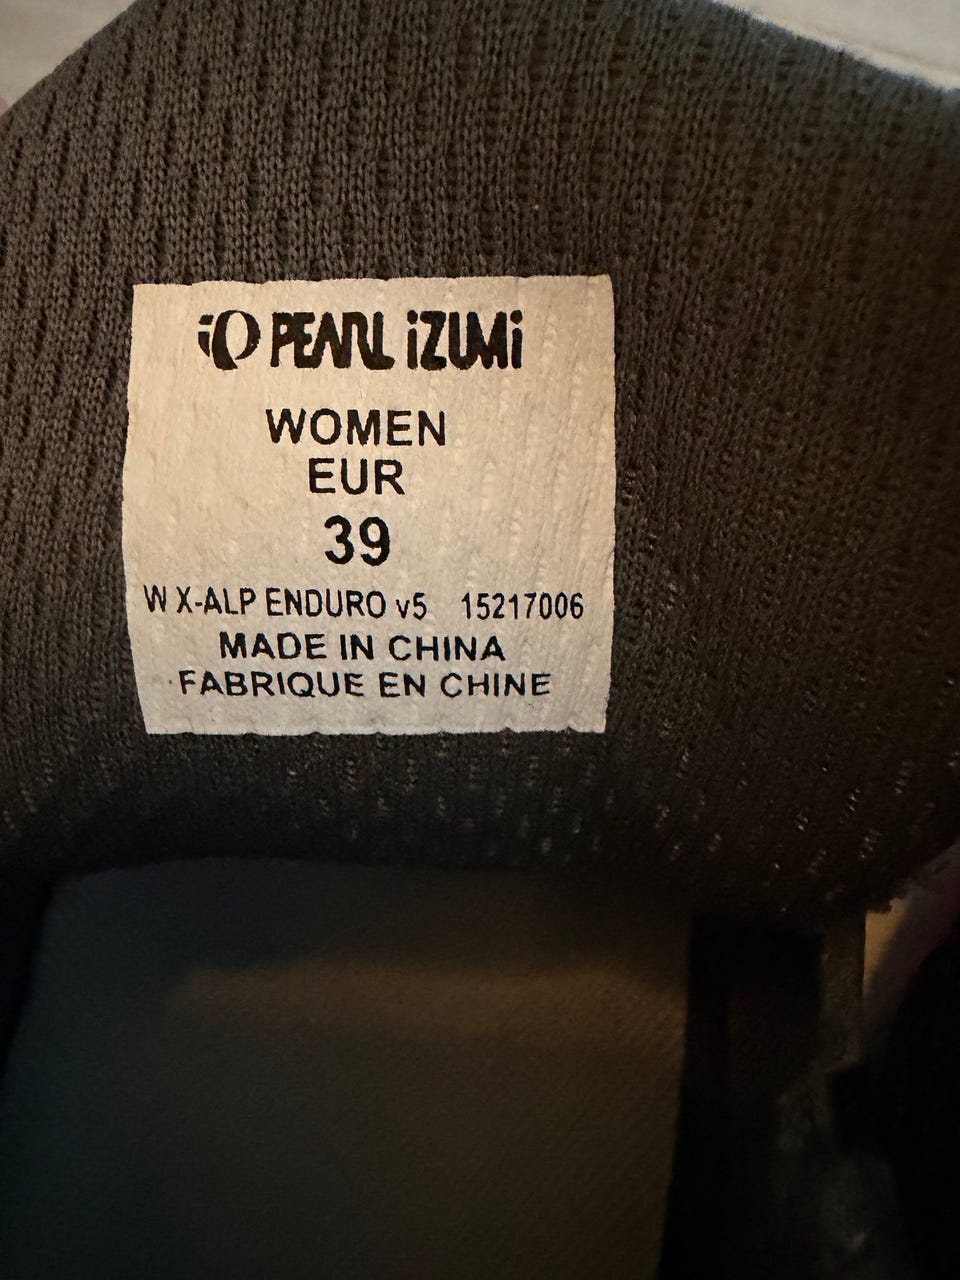 PEARL iZUMi
WOMEN
EUR
39
W X-ALP ENDURO v5 15217006
MADE IN CHINA
FABRIQUE EN CHINE